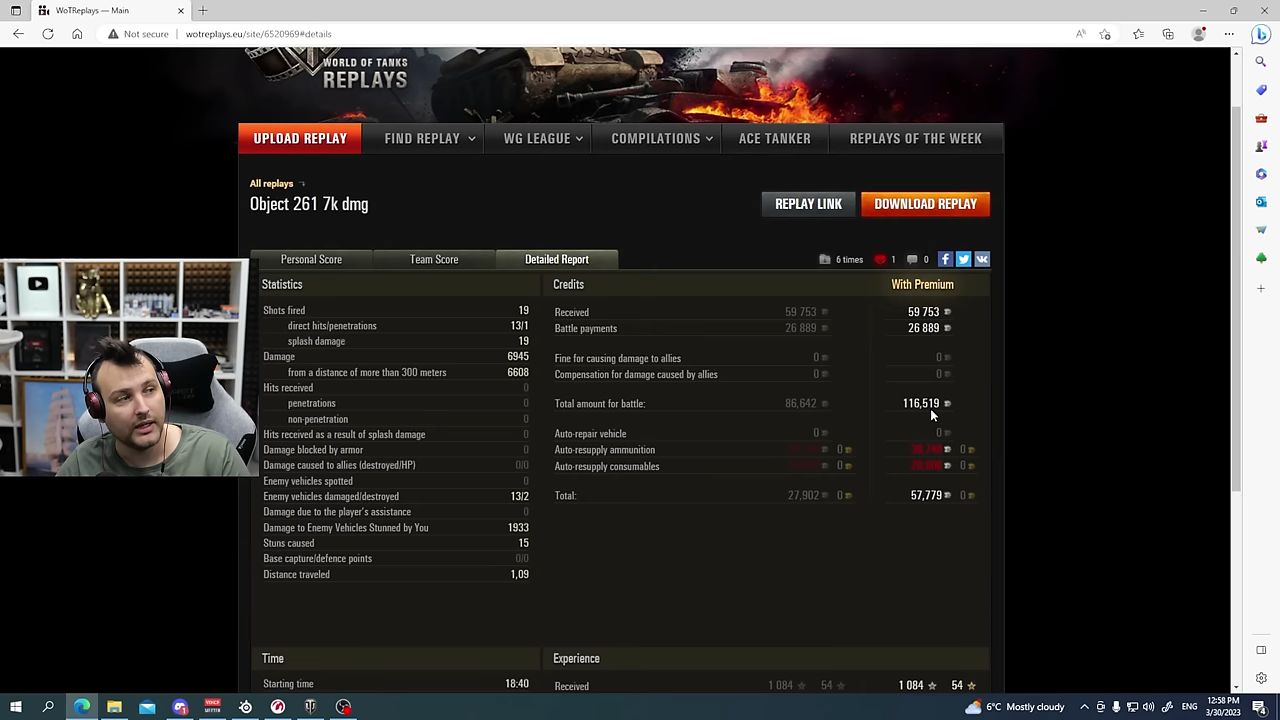 WoTReplays — Main
Not secure
wotreplays.eu/site/6520969#details
WORLD OF TANKS
REPLAYS
UPLOAD REPLAY
FIND REPLAY
WG LEAGUE
COMPILATIONS
ACE TANKER
REPLAYS OF THE WEEK
All replays
Object 261 7k dmg
REPLAY LINK
DOWNLOAD REPLAY
Personal Score
Team Score
Detailed Report
6 times
1
0
Statistics
Credits
With Premium
Shots fired 19
direct hits/penetrations 13/1
splash damage 19
Damage 6945
from a distance of more than 300 meters 6608
Hits received 0
penetrations 0
non-penetration 0
Hits received as a result of splash damage 0
Damage blocked by armor 0
Damage caused to allies (destroyed/HP) 0/0
Enemy vehicles spotted 0
Enemy vehicles damaged/destroyed 13/2
Damage due to the player's assistance 0
Damage to Enemy Vehicles Stunned by You 1933
Stuns caused 15
Base capture/defence points 0/0
Distance traveled 1,09
Received 59 753 59 753
Battle payments 26 889 26 889
Fine for causing damage to allies 0 0
Compensation for damage caused by allies 0 0
Total amount for battle: 86,642 116,519
Auto-repair vehicle 0 0
Auto-resupply ammunition 0 0
Auto-resupply consumables 0 0
Total: 27,902 0 57,779 0
Time
Experience
Starting time 18:40
Received 1 084 54 1 084 54
6°C Mostly cloudy
ENG
12:58 PM
3/30/2023